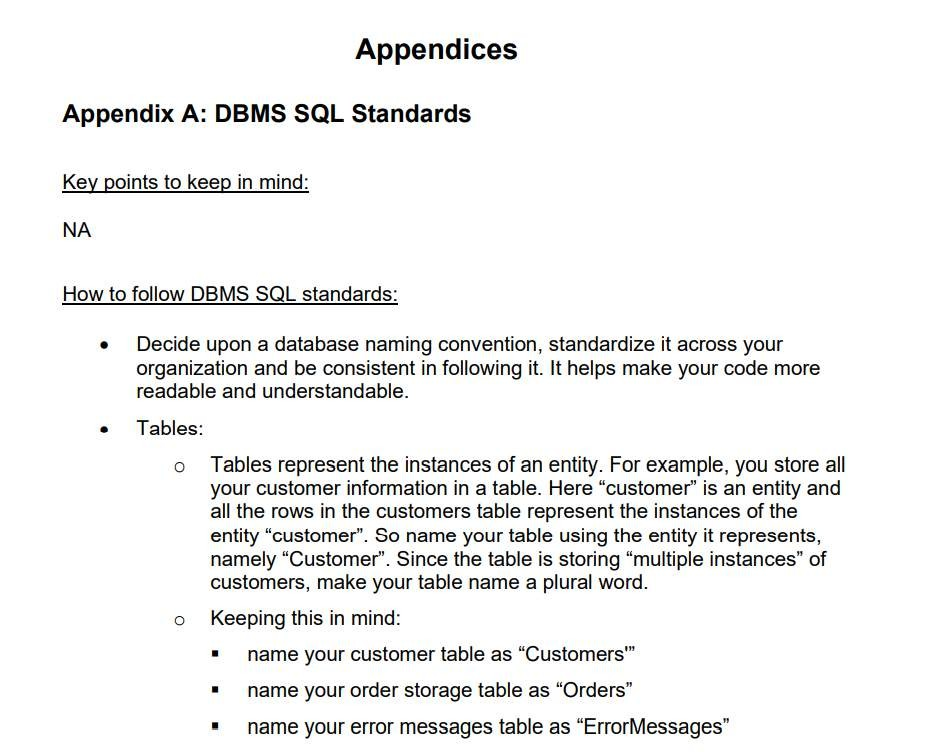 Appendices
Appendix A: DBMS SQL Standards
Key points to keep in mind:
NA
How to follow DBMS SQL standards:
• Decide upon a database naming convention, standardize it across your
organization and be consistent in following it. It helps make your code more
readable and understandable.
• Tables:
o Tables represent the instances of an entity. For example, you store all
your customer information in a table. Here “customer” is an entity and
all the rows in the customers table represent the instances of the
entity “customer”. So name your table using the entity it represents,
namely “Customer”. Since the table is storing “multiple instances” of
customers, make your table name a plural word.
o Keeping this in mind:
▪ name your customer table as “Customers'”
▪ name your order storage table as “Orders”
▪ name your error messages table as “ErrorMessages”